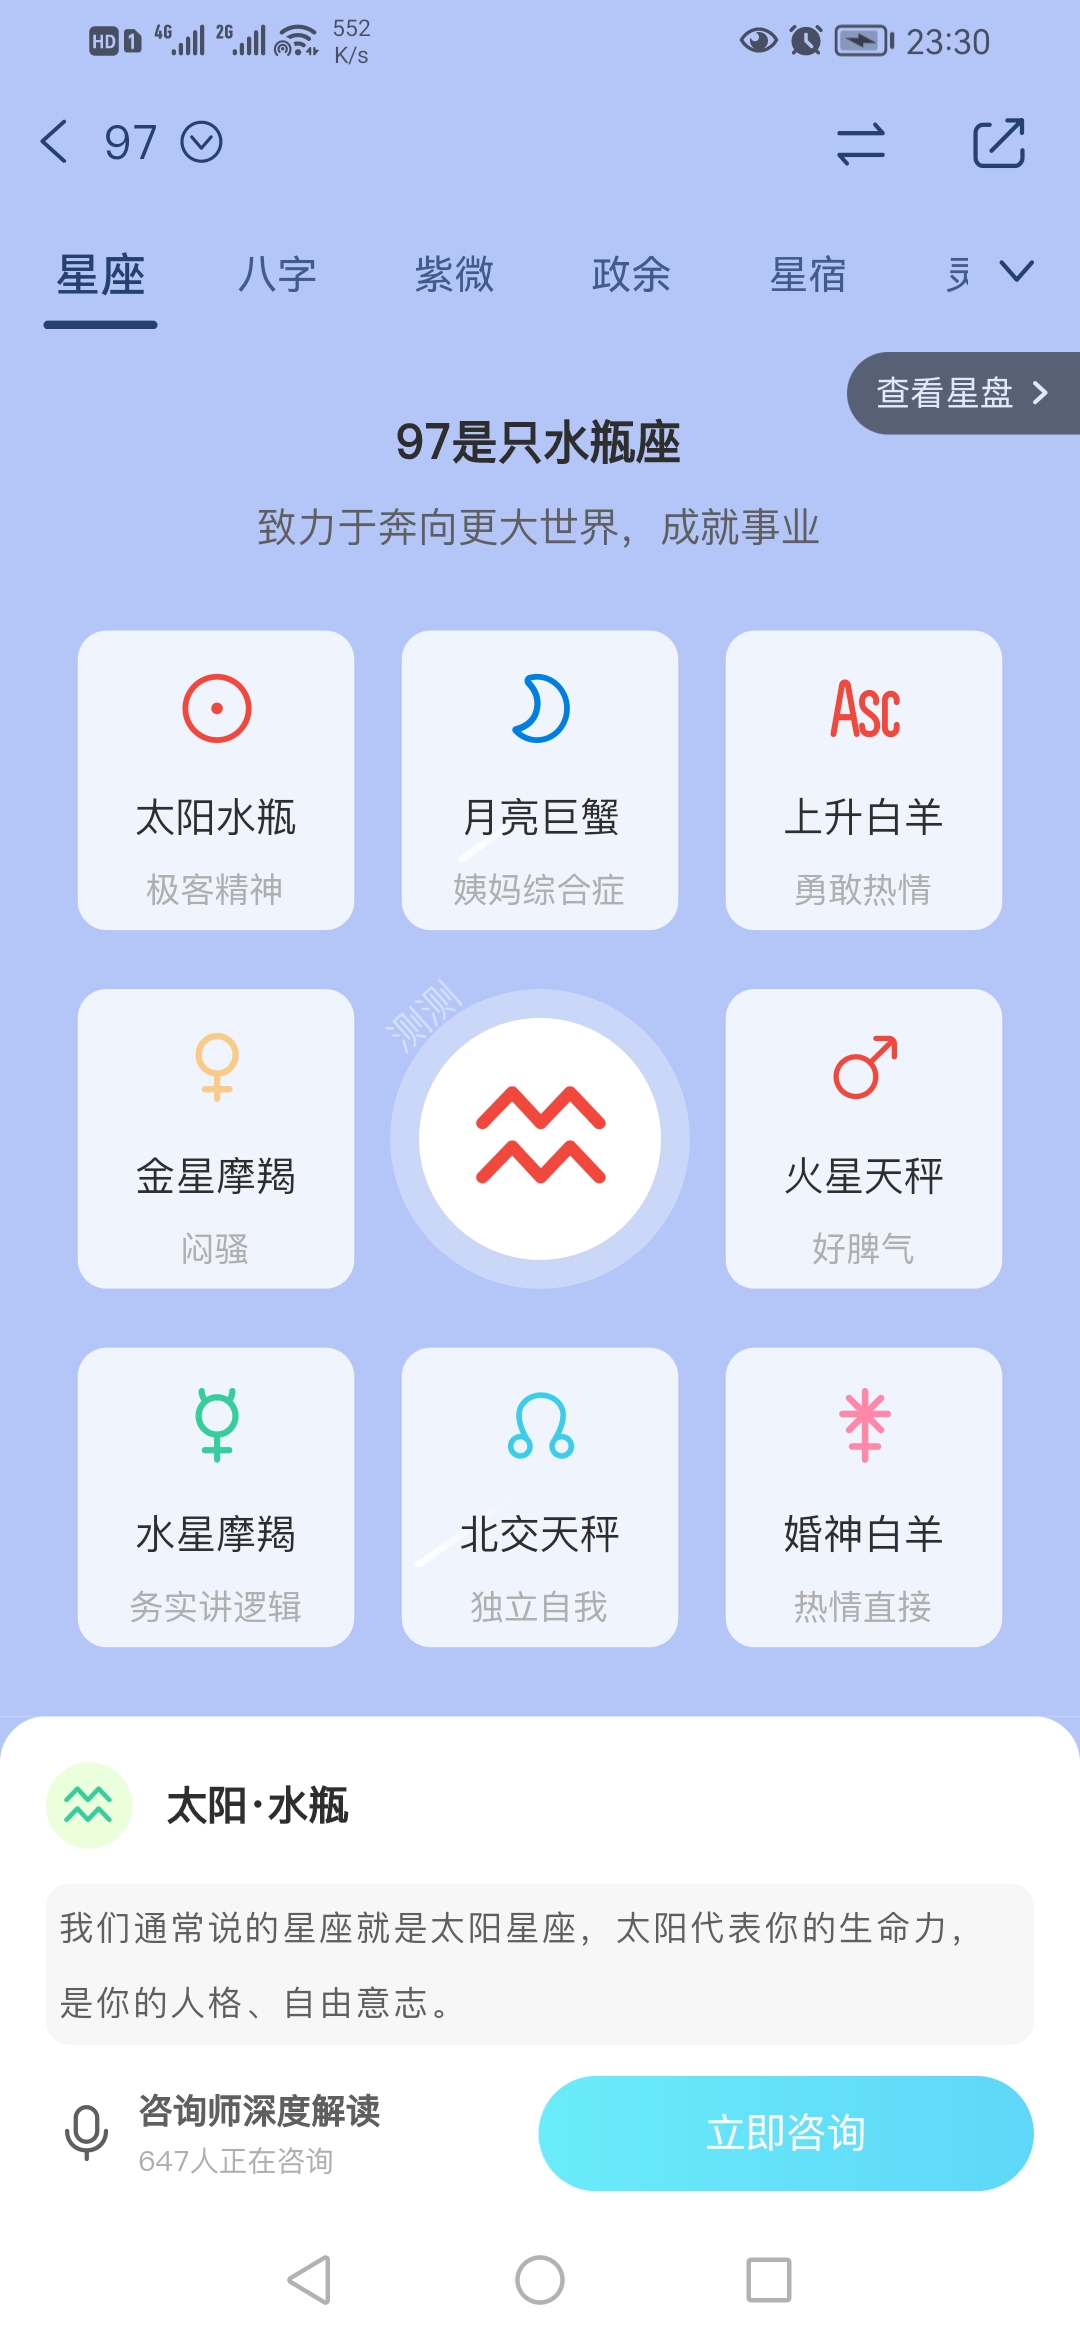 HD 1 4G 2G 552 K/s 23:30
97
星座 八字 紫微 政余 星宿
查看星盘
97是只水瓶座
致力于奔向更大世界，成就事业
Asc
太阳水瓶 月亮巨蟹 上升白羊
极客精神 姨妈综合症 勇敢热情
测测
金星摩羯 火星天秤
闷骚 好脾气
水星摩羯 北交天秤 婚神白羊
务实讲逻辑 独立自我 热情直接
太阳·水瓶
我们通常说的星座就是太阳星座，太阳代表你的生命力，
是你的人格、自由意志。
咨询师深度解读
647人正在咨询
立即咨询